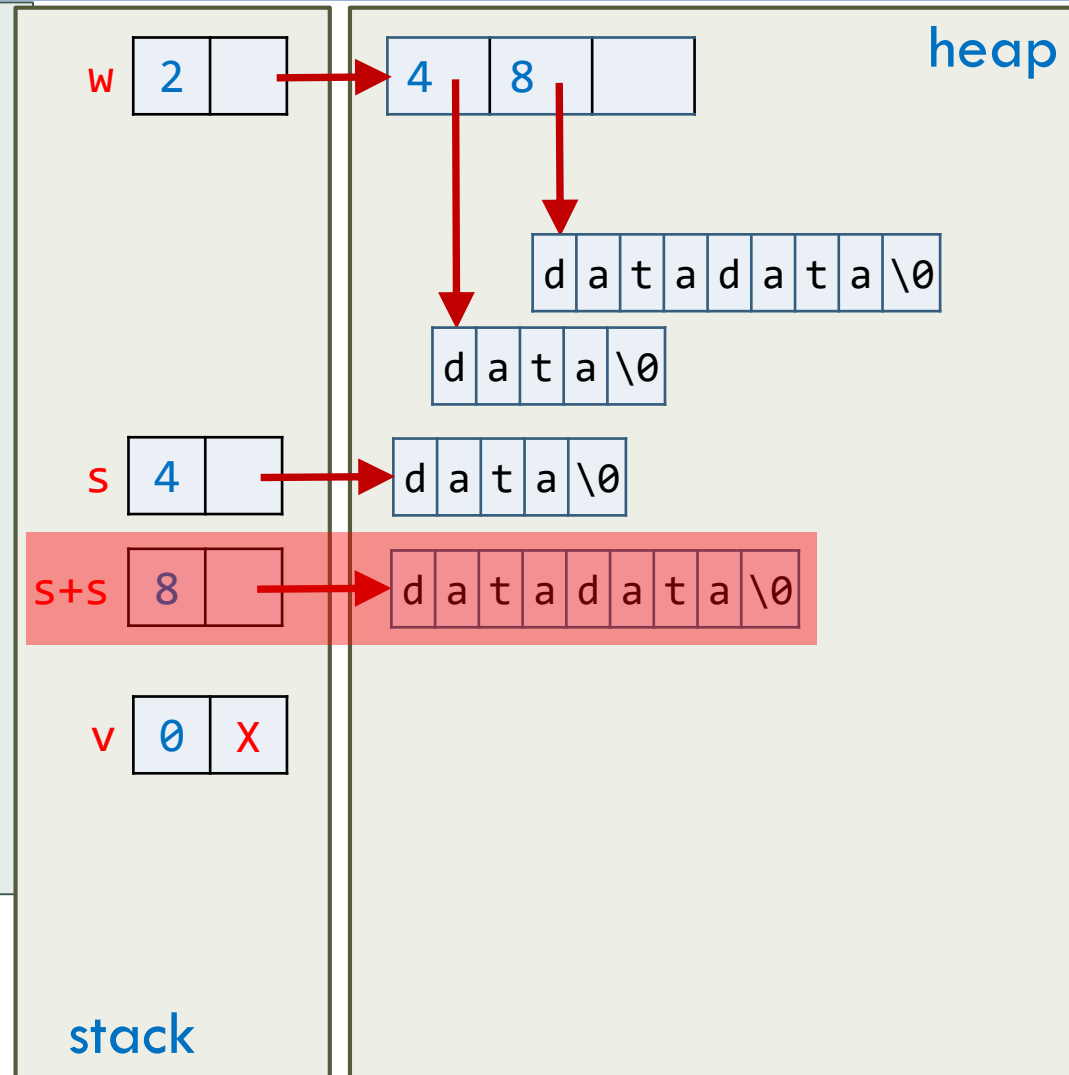 heap
w 2 4 8
d a t a d a t a \0
d a t a \0
s 4 d a t a \0
s+s 8 d a t a d a t a \0
v 0 X
stack